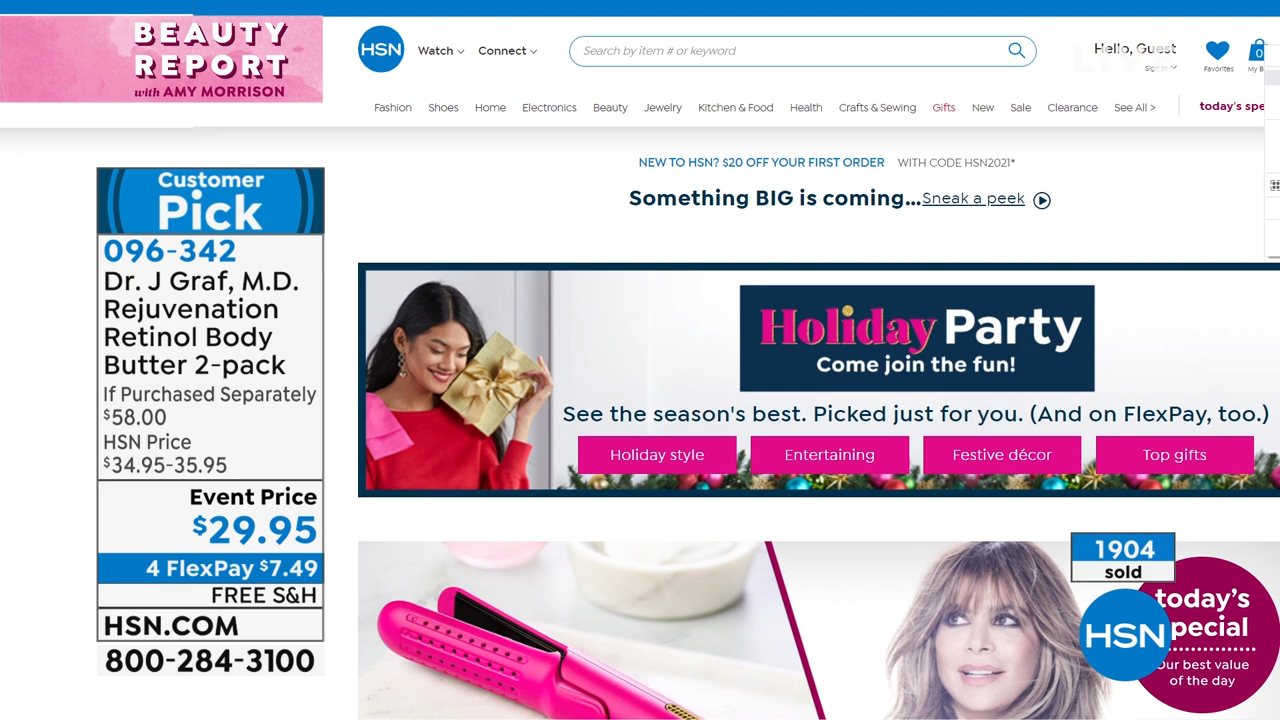 BEAUTY
REPORT
with AMY MORRISON
HSN
Watch
Connect
Search by item # or keyword
Hello, Guest
Sign In
Favorites
0
My B
LIVE
Fashion
Shoes
Home
Electronics
Beauty
Jewelry
Kitchen & Food
Health
Crafts & Sewing
Gifts
New
Sale
Clearance
See All >
today's spe
NEW TO HSN? $20 OFF YOUR FIRST ORDER WITH CODE HSN2021*
Something BIG is coming...Sneak a peek
Customer
Pick
096-342
Dr. J Graf, M.D.
Rejuvenation
Retinol Body
Butter 2-pack
If Purchased Separately
$58.00
HSN Price
$34.95-35.95
Event Price
$29.95
4 FlexPay $7.49
FREE S&H
HSN.COM
800-284-3100
Holiday Party
Come join the fun!
See the season's best. Picked just for you. (And on FlexPay, too.)
Holiday style
Entertaining
Festive décor
Top gifts
1904
sold
HSN
today's
pecial
our best value
of the day